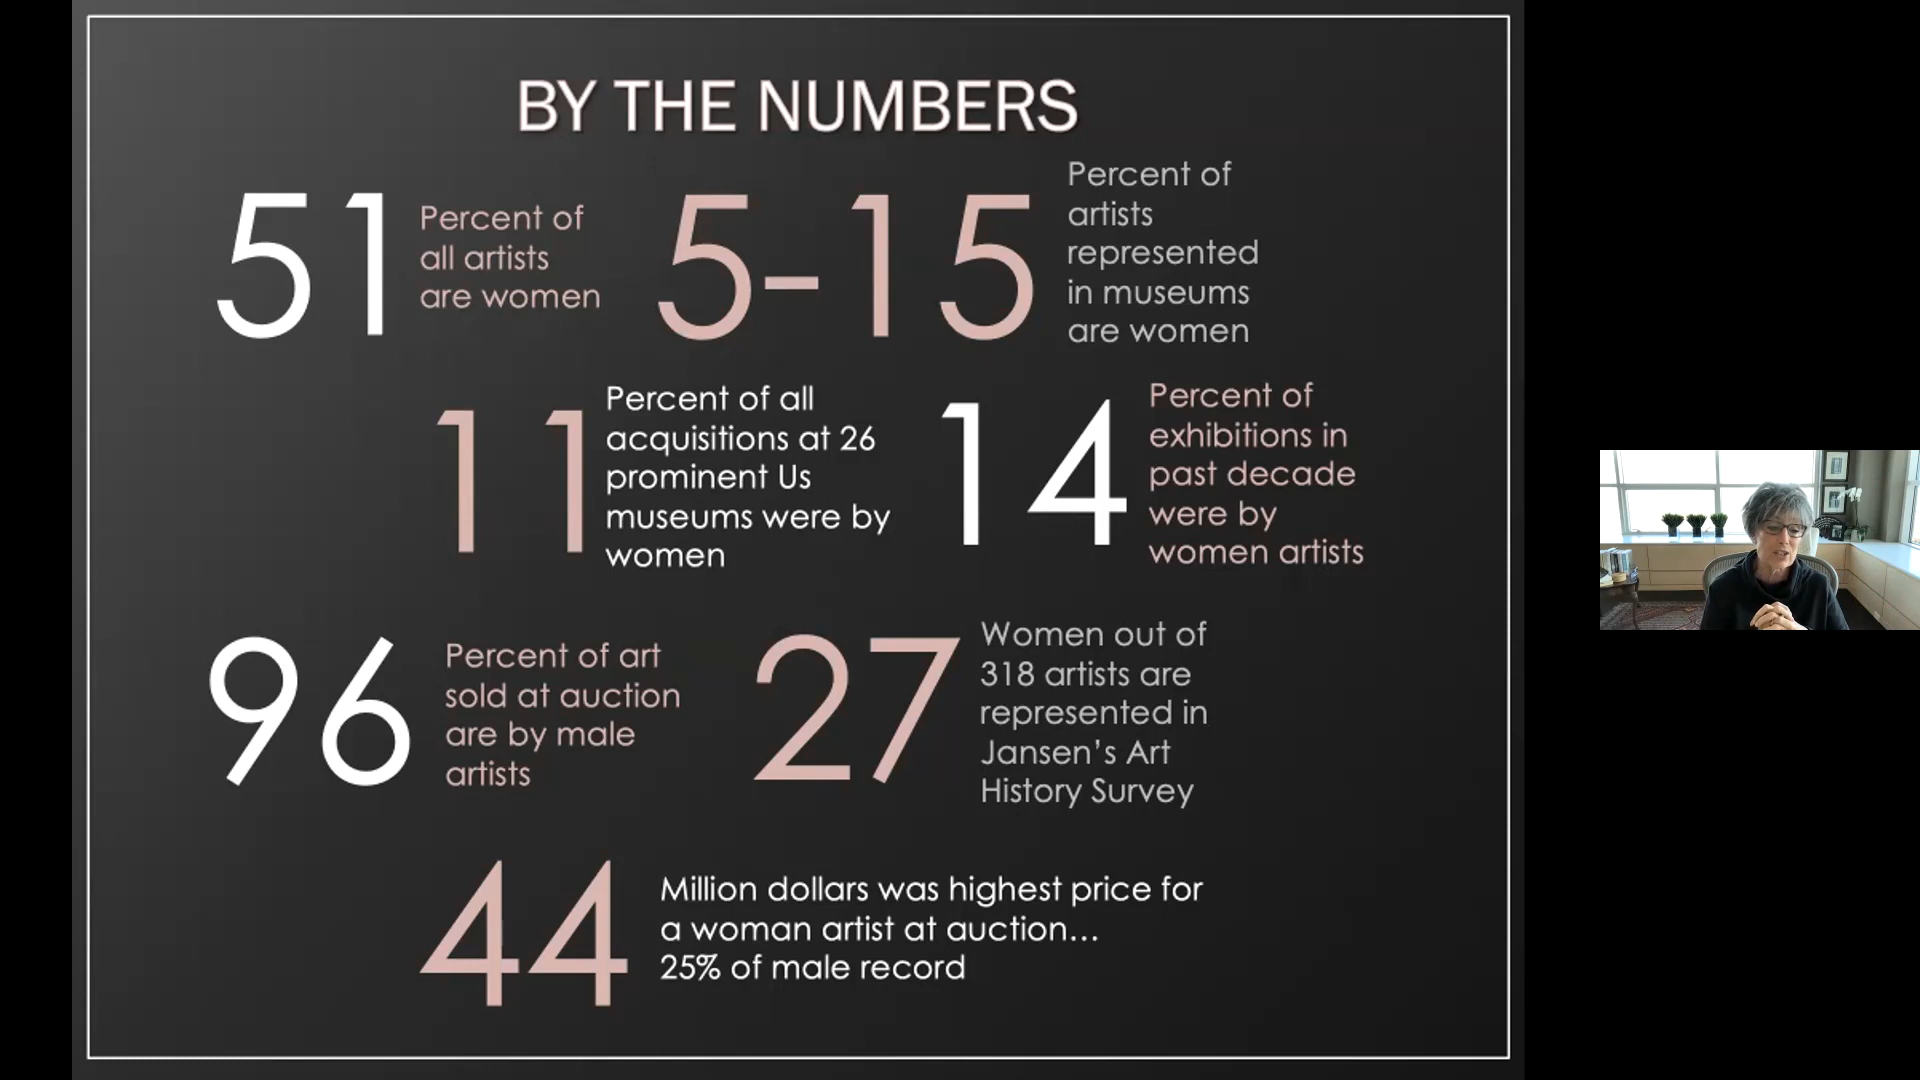 BY THE NUMBERS
51
Percent of
all artists
are women
5-15
Percent of
artists
represented
in museums
are women
11
Percent of all
acquisitions at 26
prominent Us
museums were by
women
14
Percent of
exhibitions in
past decade
were by
women artists
96
Percent of art
sold at auction
are by male
artists
27
Women out of
318 artists are
represented in
Jansen’s Art
History Survey
44
Million dollars was highest price for
a woman artist at auction…
25% of male record